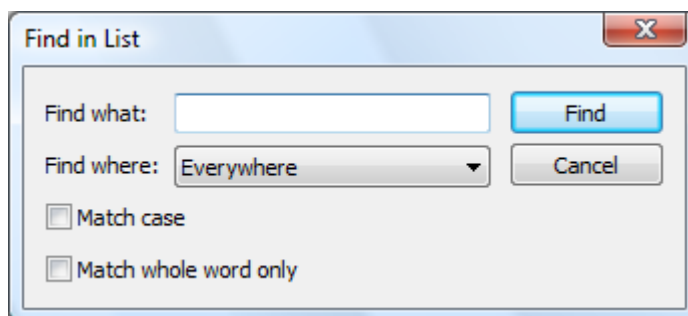 Find in List
Find what:
Find
Find where:
Everywhere
Cancel
Match case
Match whole word only